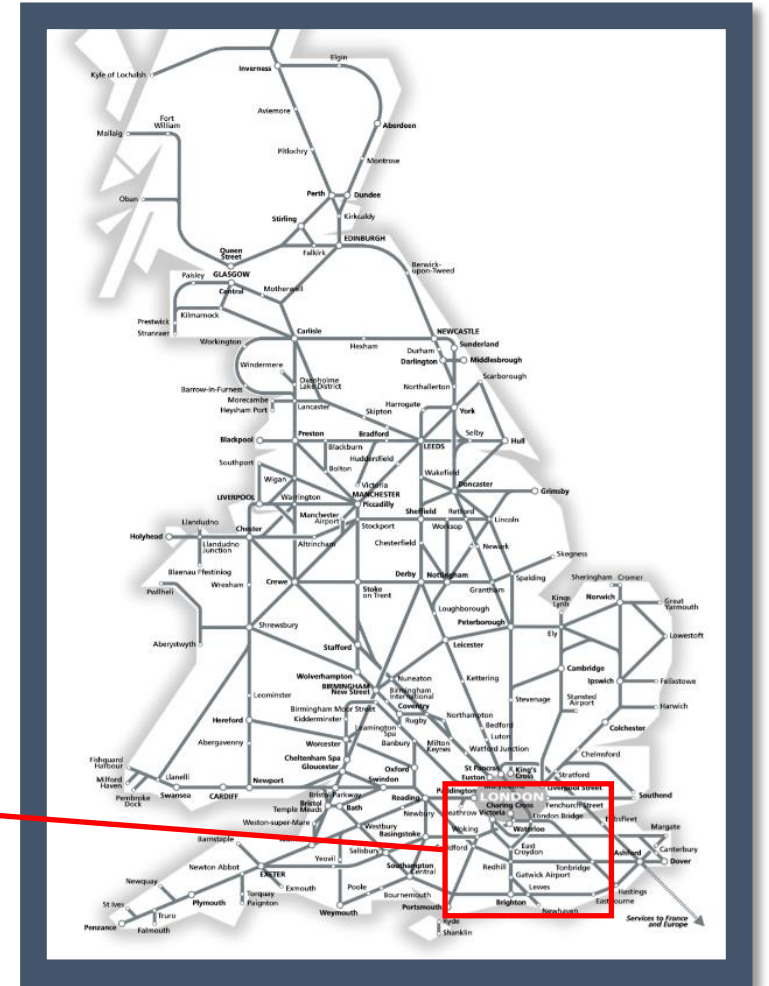 Elgin
Inverness
Kyle of Lochalsh
Aviemore
Fort
William
Mallaig
Aberdeen
Pitlochry
Montrose
Perth
Dundee
Oban
Stirling
Kirkcaldy
EDINBURGH
Queen
Street
Falkirk
Berwick-
upon-Tweed
Paisley
GLASGOW
Central
Motherwell
Kilmarnock
Prestwick
Stranraer
Carlisle
NEWCASTLE
Workington
Hexham
Sunderland
Durham
Darlington
Middlesbrough
Windermere
Scarborough
Oxenholme
Lake District
Barrow-in-Furness
Northallerton
Morecambe
Heysham Port
Lancaster
Harrogate
York
Skipton
Blackpool
Preston
Bradford
Selby
Hull
Blackburn
LEEDS
Huddersfield
Southport
Bolton
Wakefield
Wigan
Victoria
Doncaster
MANCHESTER
Piccadilly
Grimsby
LIVERPOOL
Warrington
Manchester
Airport
Sheffield
Retford
Lincoln
Llandudno
Stockport
Worksop
Holyhead
Chester
Llandudno
Junction
Altrincham
Chesterfield
Newark
Skegness
Blaenau Ffestiniog
Pwllheli
Wrexham
Crewe
Stoke
on Trent
Derby
Nottingham
Grantham
Spalding
Sheringham
Cromer
Kings
Lynn
Norwich
Great
Yarmouth
Loughborough
Peterborough
Shrewsbury
Ely
Lowestoft
Aberystwyth
Stafford
Leicester
Cambridge
Wolverhampton
Nuneaton
Kettering
Ipswich
Felixstowe
BIRMINGHAM
New Street
Birmingham
International
Leominster
Stevenage
Stansted
Airport
Birmingham Moor Street
Coventry
Harwich
Kidderminster
Rugby
Northampton
Hereford
Leamington
Spa
Bedford
Colchester
Worcester
Banbury
Milton
Keynes
Luton
Abergavenny
Watford Junction
Chelmsford
Cheltenham Spa
Gloucester
Oxford
St Pancras
Euston
King's
Cross
Stratford
Fishguard
Harbour
Llanelli
Newport
Swindon
Milford
Haven
Pembroke
Dock
Swansea
CARDIFF
Bristol Parkway
Reading
Paddington
Liverpool Street
LONDON
Southend
Bristol
Temple Meads
Bath
Newbury
Heathrow
Victoria
Charing Cross
Fenchurch Street
London Bridge
Waterloo
Ebbsfleet
Weston-super-Mare
Westbury
Basingstoke
Woking
Margate
Barnstaple
Salisbury
East
Croydon
Canterbury
Yeovil
Southampton
Central
Redhill
Tonbridge
Ashford
Dover
Newton Abbot
EXETER
Gatwick Airport
Newquay
Exmouth
Poole
Bournemouth
Lewes
Hastings
St Ives
Plymouth
Torquay
Paignton
Weymouth
Portsmouth
Brighton
Newhaven
Eastbourne
Truro
Penzance
Falmouth
Ryde
Shanklin
Services to France
and Europe